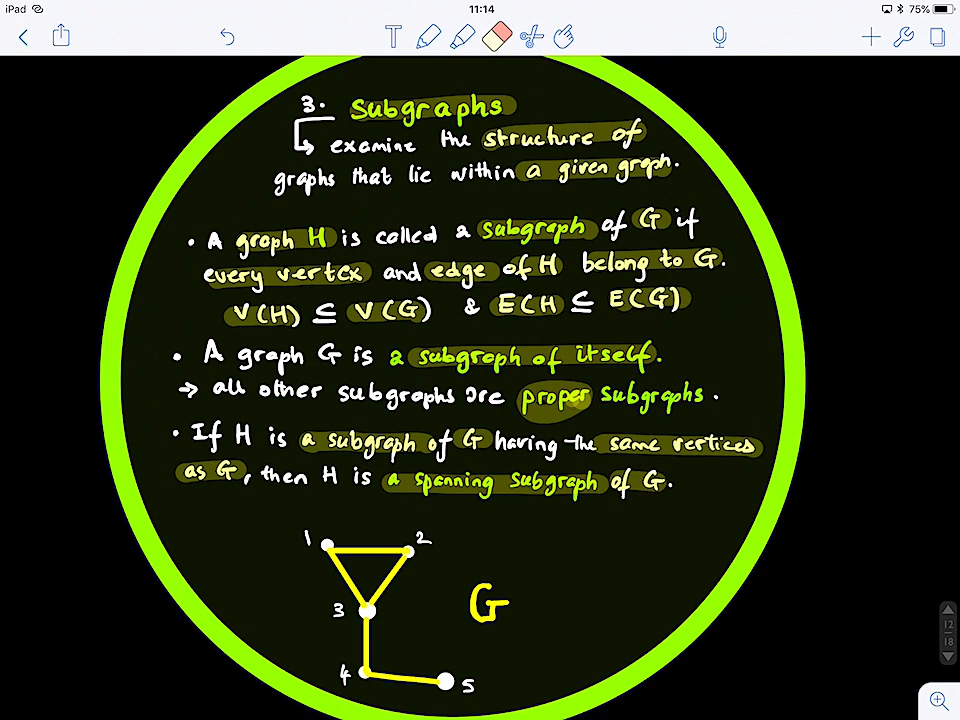 iPad
11:14
75%
T
3. Subgraphs
↳ examine the structure of
graphs that lie within a given graph.
• A graph H is called a subgraph of G if
every vertex and edge of H belong to G.
V(H) ⊆ V(G) & E(H ⊆ E(G)
• A graph G is a subgraph of itself.
→ all other subgraphs are proper subgraphs.
• If H is a subgraph of G having the same vertices
as G, then H is a spanning subgraph of G.
1 2
3 G
4 5
12
18